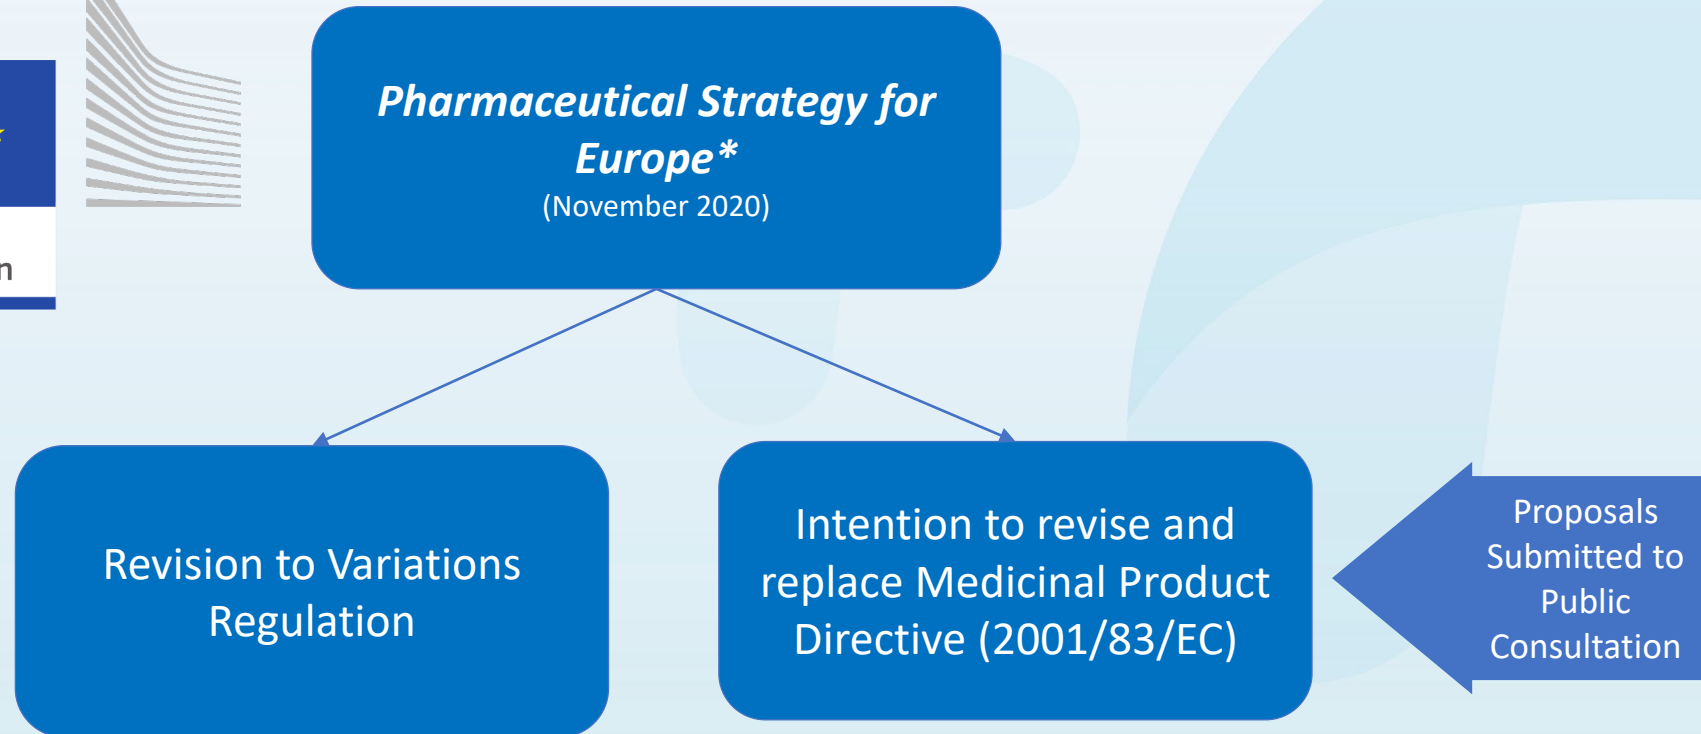 Pharmaceutical Strategy for
Europe*
(November 2020)
Revision to Variations
Regulation
Intention to revise and
replace Medicinal Product
Directive (2001/83/EC)
Proposals
Submitted to
Public
Consultation